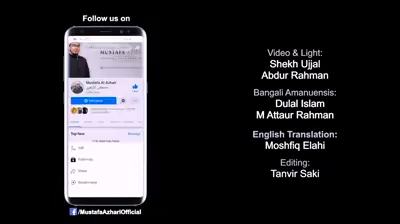 Follow us on
MUSTAFA
Mustafa Al Azhari
/MustafaAzhariOfficial
Video & Light:
Shekh Ujjal
Abdur Rahman
Bangali Amanuensis:
Dulal Islam
M Attaur Rahman
English Translation:
Moshfiq Elahi
Editing:
Tanvir Saki